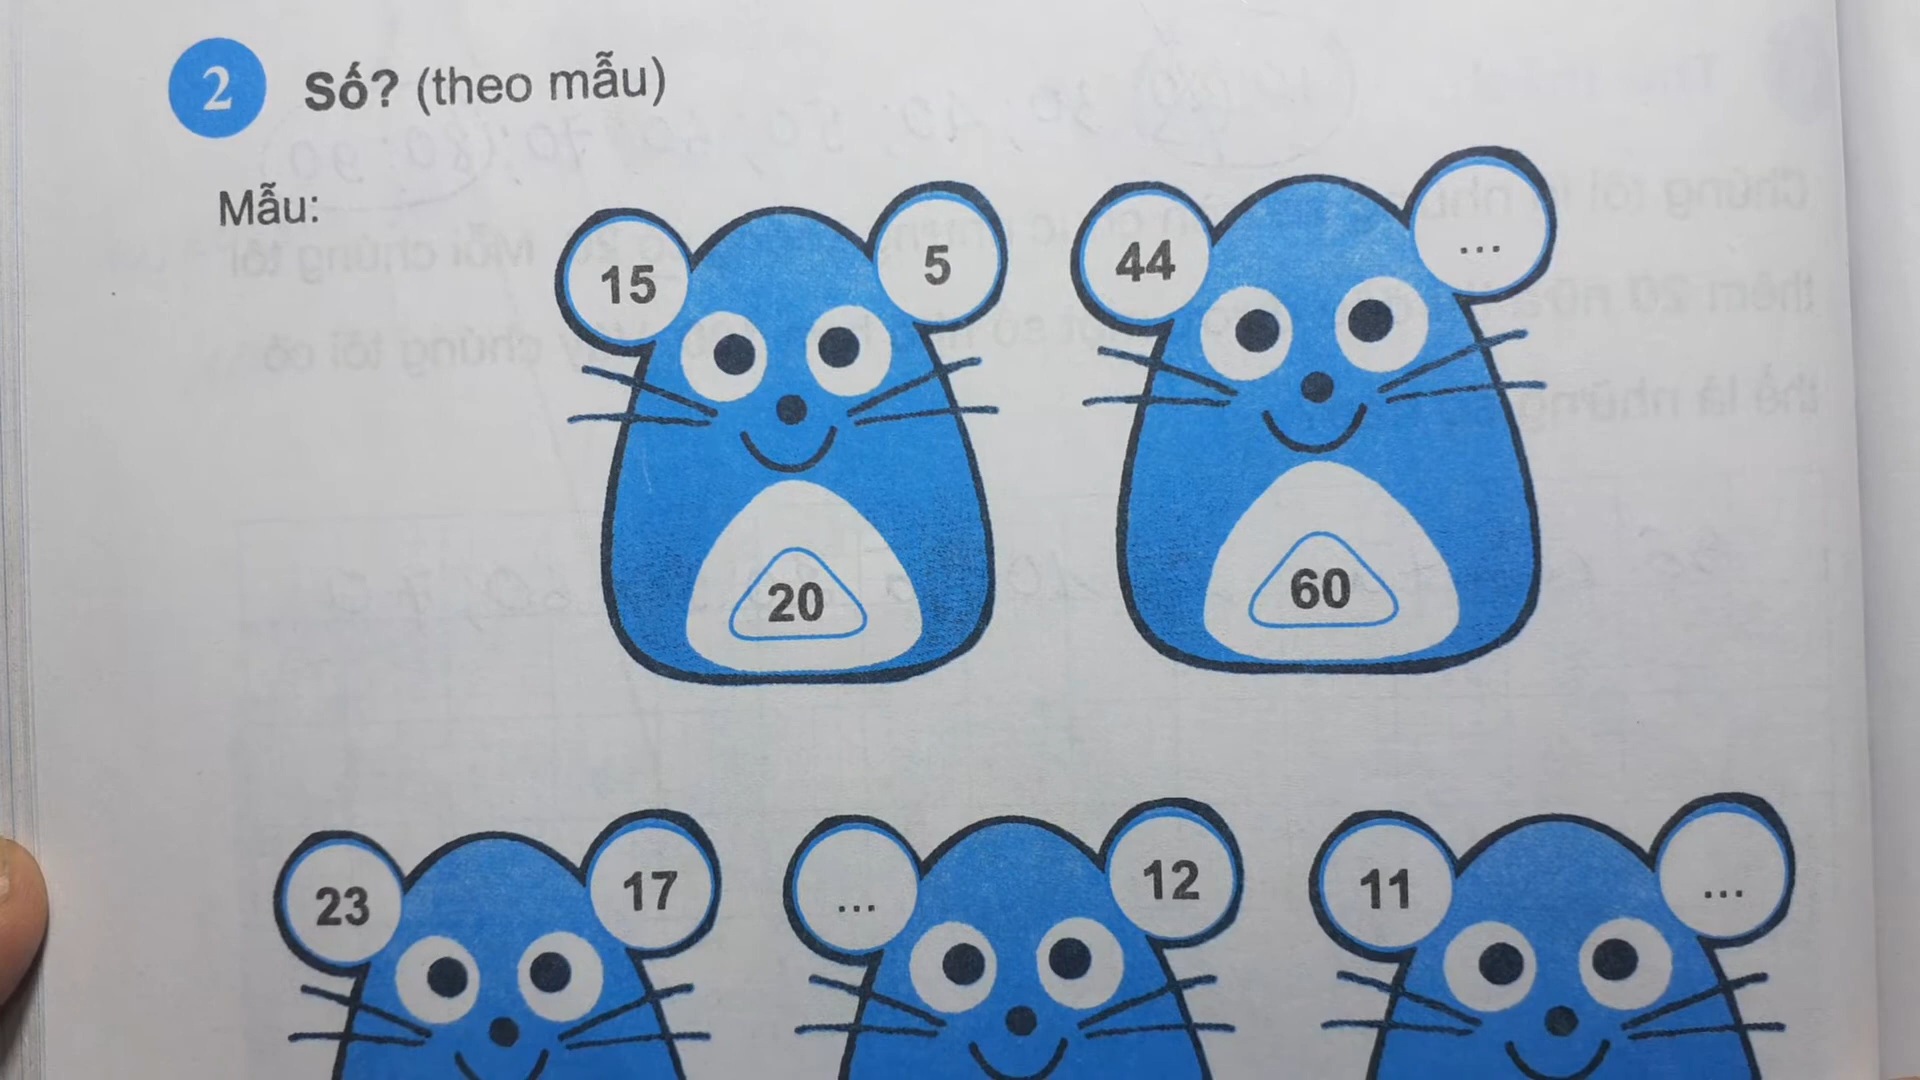 2 Số? (theo mẫu)
Mẫu:
15 5 44 ...
20 60
23 17 ... 12 11 ...